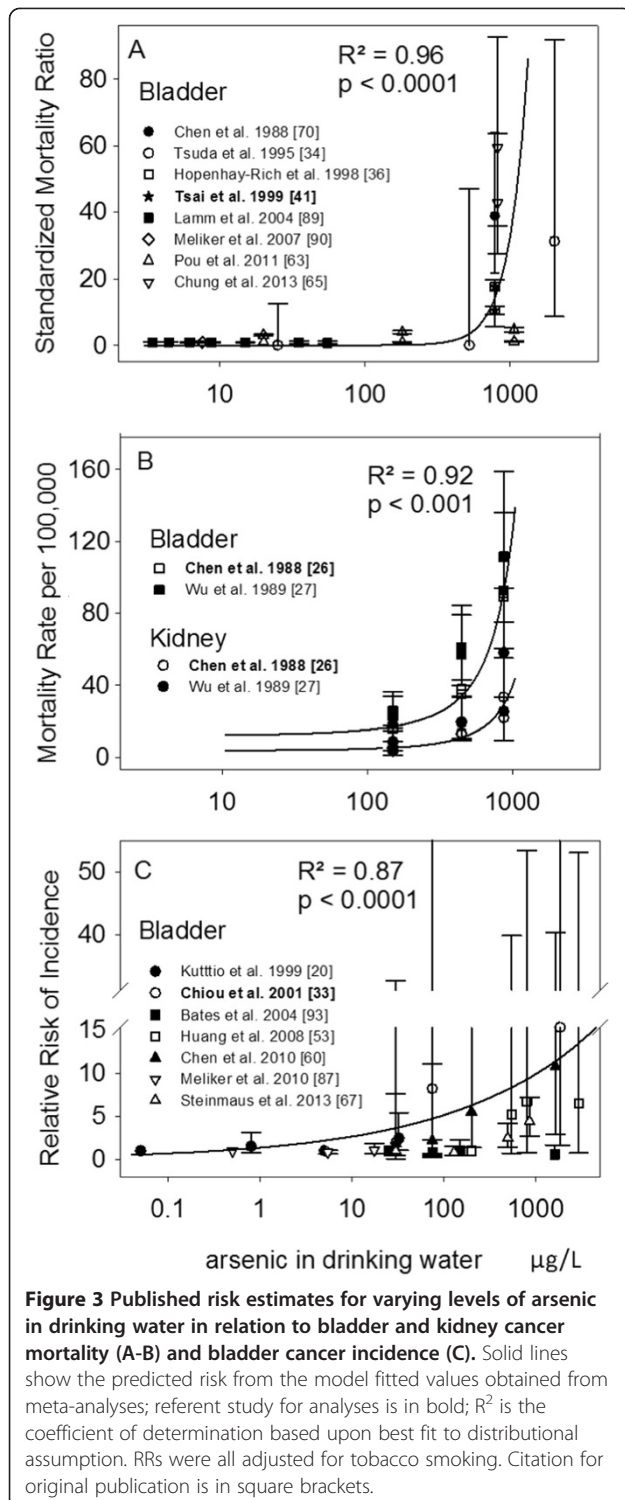 A
R² = 0.96
p < 0.0001
Bladder
Chen et al. 1988 [70]
Tsuda et al. 1995 [34]
Hopenhay-Rich et al. 1998 [36]
Tsai et al. 1999 [41]
Lamm et al. 2004 [89]
Meliker et al. 2007 [90]
Pou et al. 2011 [63]
Chung et al. 2013 [65]
Standardized Mortality Ratio
80
60
40
20
0
10
100
1000
B
R² = 0.92
p < 0.001
Bladder
Chen et al. 1988 [26]
Wu et al. 1989 [27]
Kidney
Chen et al. 1988 [26]
Wu et al. 1989 [27]
Mortality Rate per 100,000
160
120
80
40
0
10
100
1000
C
R² = 0.87
p < 0.0001
Bladder
Kutttio et al. 1999 [20]
Chiou et al. 2001 [33]
Bates et al. 2004 [93]
Huang et al. 2008 [53]
Chen et al. 2010 [60]
Meliker et al. 2010 [87]
Steinmaus et al. 2013 [67]
Relative Risk of Incidence
50
40
15
10
5
0
0.1
1
10
100
1000
arsenic in drinking water µg/L
Figure 3 Published risk estimates for varying levels of arsenic
in drinking water in relation to bladder and kidney cancer
mortality (A-B) and bladder cancer incidence (C). Solid lines
show the predicted risk from the model fitted values obtained from
meta-analyses; referent study for analyses is in bold; R² is the
coefficient of determination based upon best fit to distributional
assumption. RRs were all adjusted for tobacco smoking. Citation for
original publication is in square brackets.